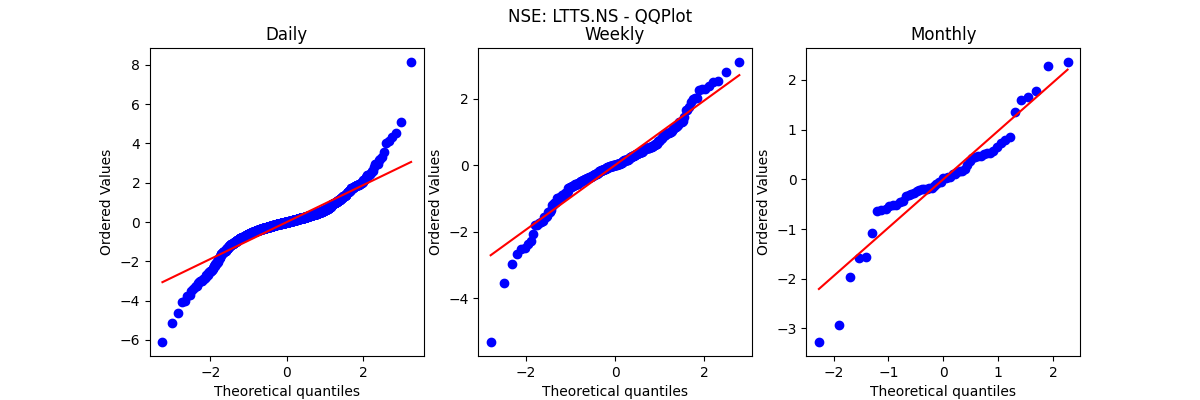 NSE: LTTS.NS - QQPlot
Daily
Weekly
Monthly
Ordered Values
8
6
4
2
0
−2
−4
−6
−2
0
2
Theoretical quantiles
Ordered Values
2
0
−2
−4
−2
0
2
Theoretical quantiles
Ordered Values
2
1
0
−1
−2
−3
−2
−1
0
1
2
Theoretical quantiles